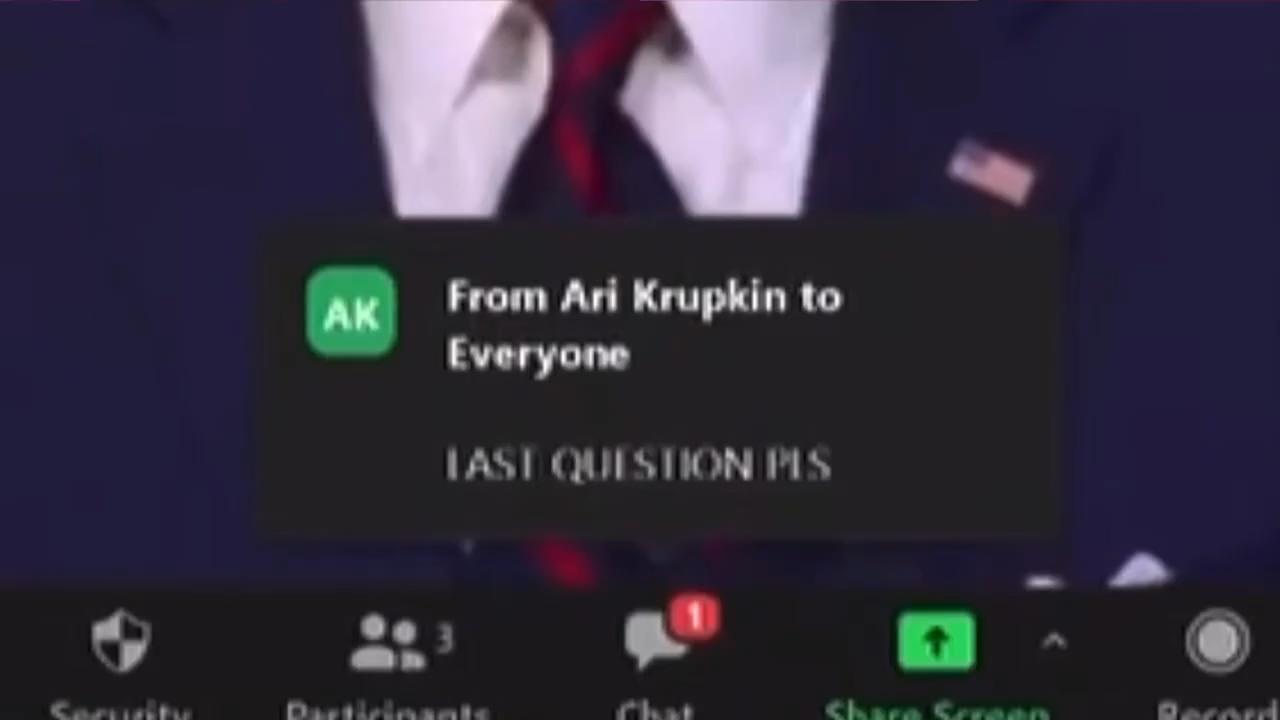 AK
From Ari Krupkin to
Everyone
LAST QUESTION PLS
3
1
Security
Participants
Chat
Share Screen
Record